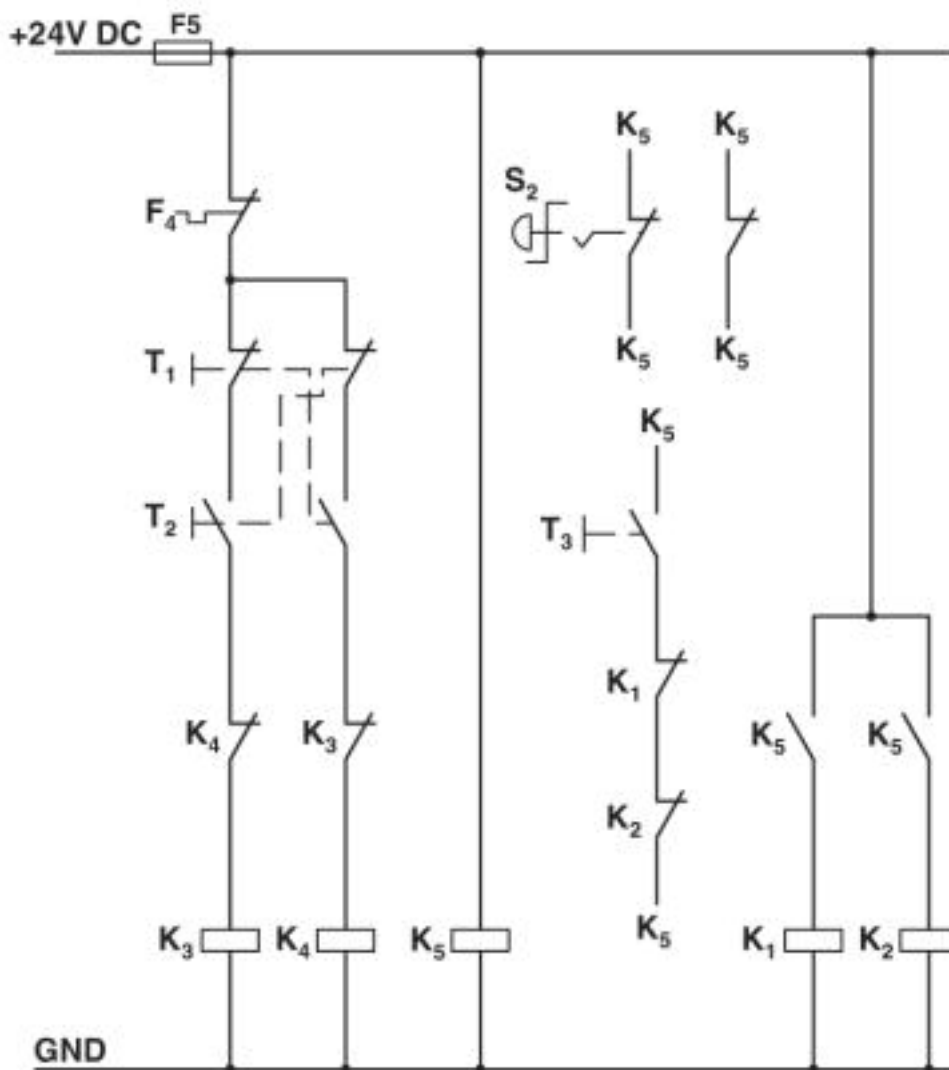 +24V DC
F5
K5 K5
S2
F4
K5 K5
T1
K5
T2
T3
K1
K4 K3 K5 K5
K2
K5
K3 K4 K5 K1 K2
GND